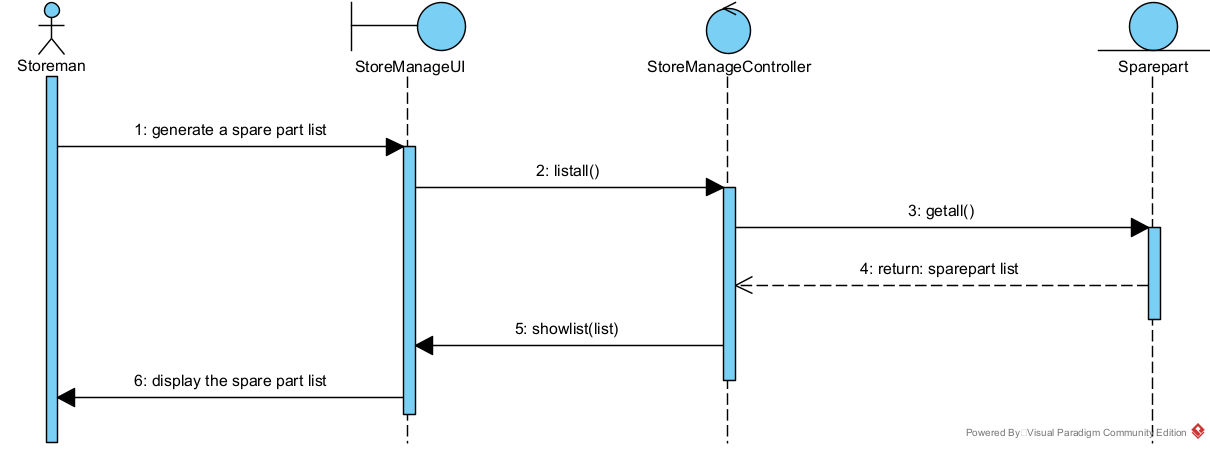 Storeman
StoreManageUI
StoreManageController
Sparepart
1: generate a spare part list
2: listall()
3: getall()
4: return: sparepart list
5: showlist(list)
6: display the spare part list
Powered By Visual Paradigm Community Edition